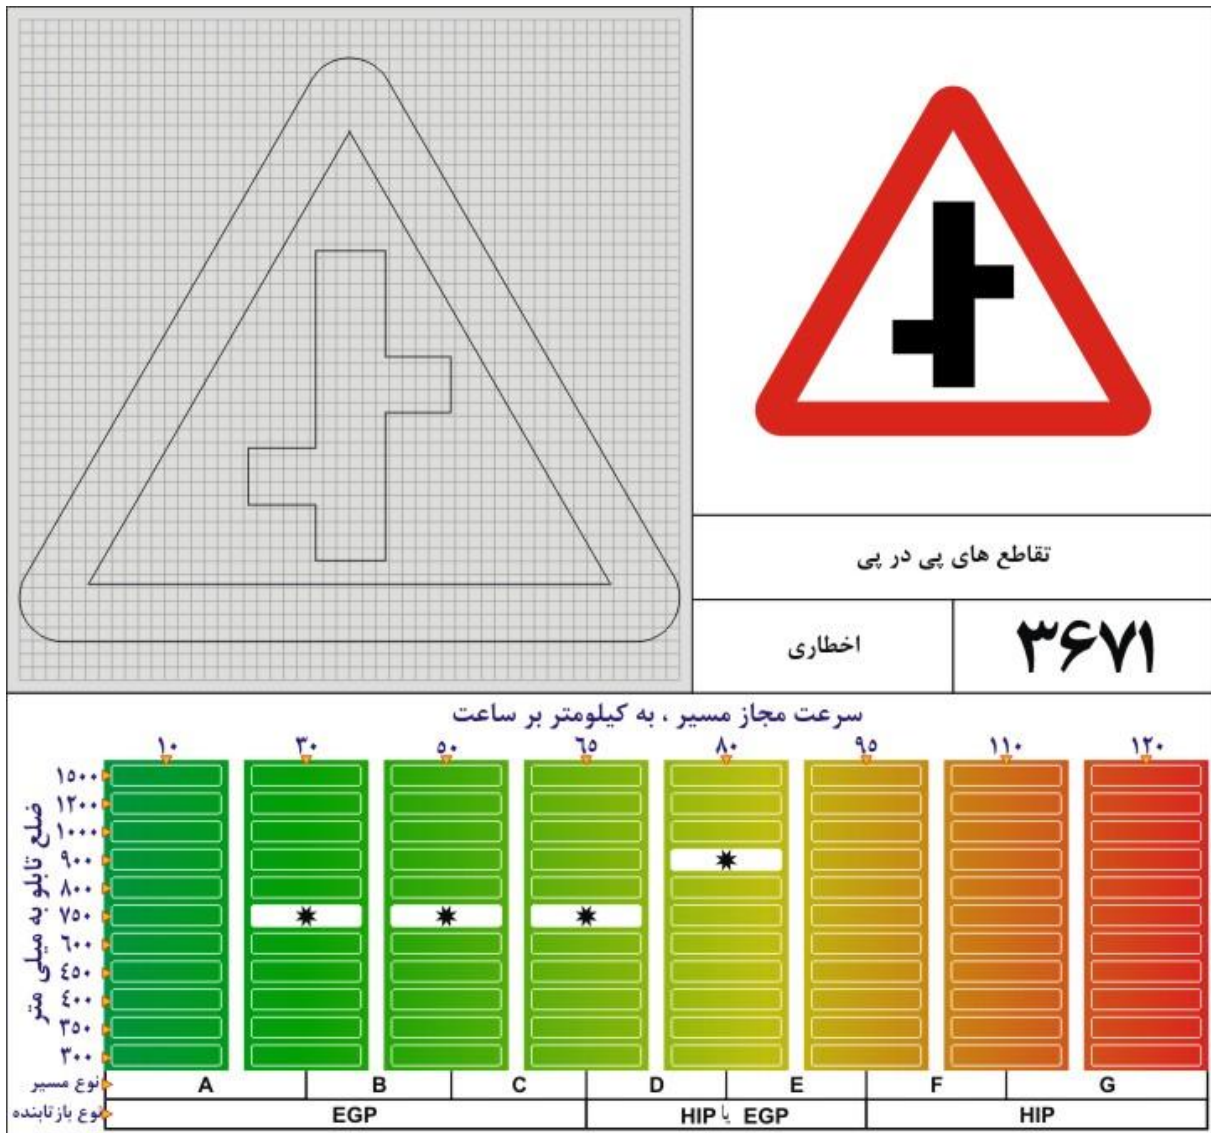 تقاطع های پی در پی
۳۶۷۱
اخطاری
سرعت مجاز مسیر ، به کیلومتر بر ساعت
۱۰ ۳۰ ۵۰ ۶۵ ۸۰ ۹۵ ۱۱۰ ۱۲۰
ضلع تابلو به میلی متر
۱۵۰۰
۱۲۰۰
۱۰۰۰
۹۰۰
۸۰۰
۷۵۰
۶۰۰
۴۵۰
۴۰۰
۳۵۰
۳۰۰
نوع مسیر A B C D E F G
نوع بازتابنده EGP HIP یا EGP HIP